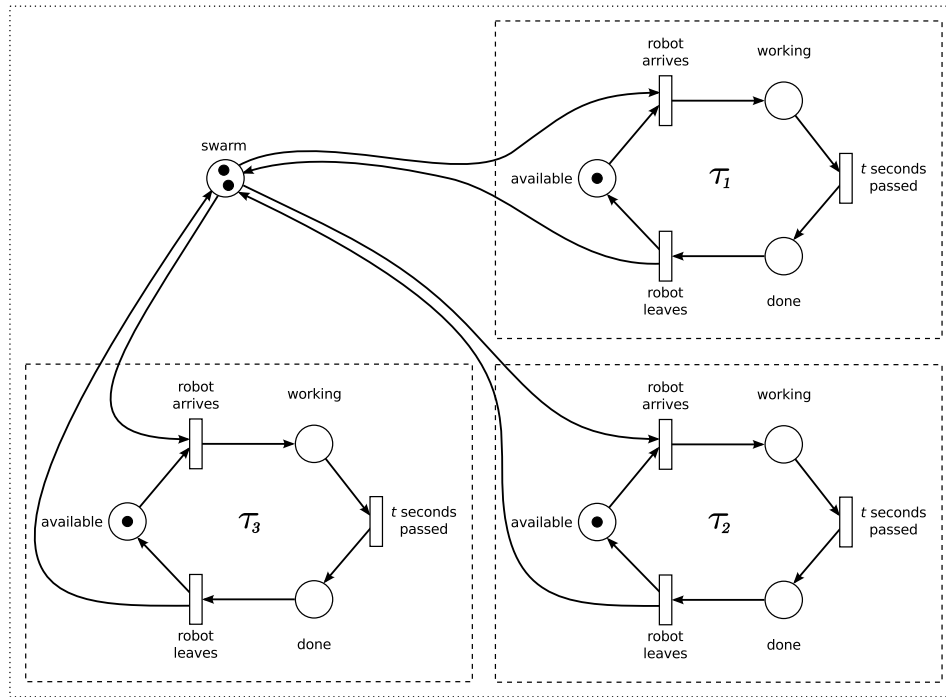 robot
arrives
working
swarm
available
τ1
t seconds
passed
robot
leaves
done
robot
arrives
working
available
τ3
t seconds
passed
robot
leaves
done
robot
arrives
working
available
τ2
t seconds
passed
robot
leaves
done